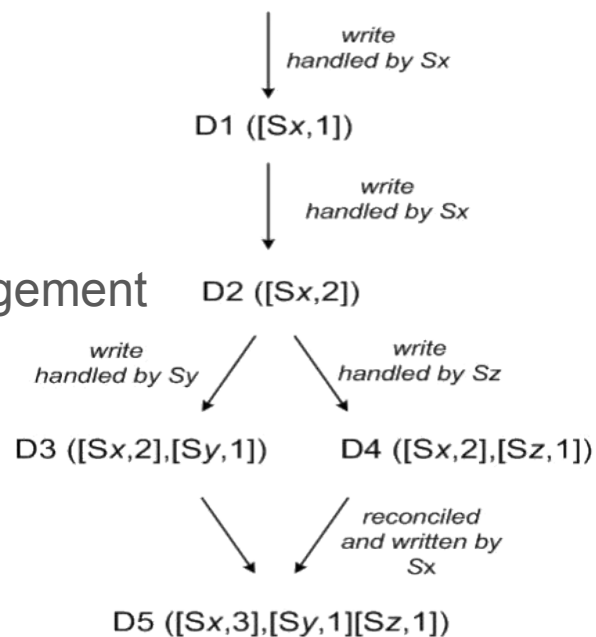 write
handled by Sx
D1 ([Sx,1])
write
handled by Sx
gement
D2 ([Sx,2])
write
handled by Sy
write
handled by Sz
D3 ([Sx,2],[Sy,1])
D4 ([Sx,2],[Sz,1])
reconciled
and written by
Sx
D5 ([Sx,3],[Sy,1][Sz,1])